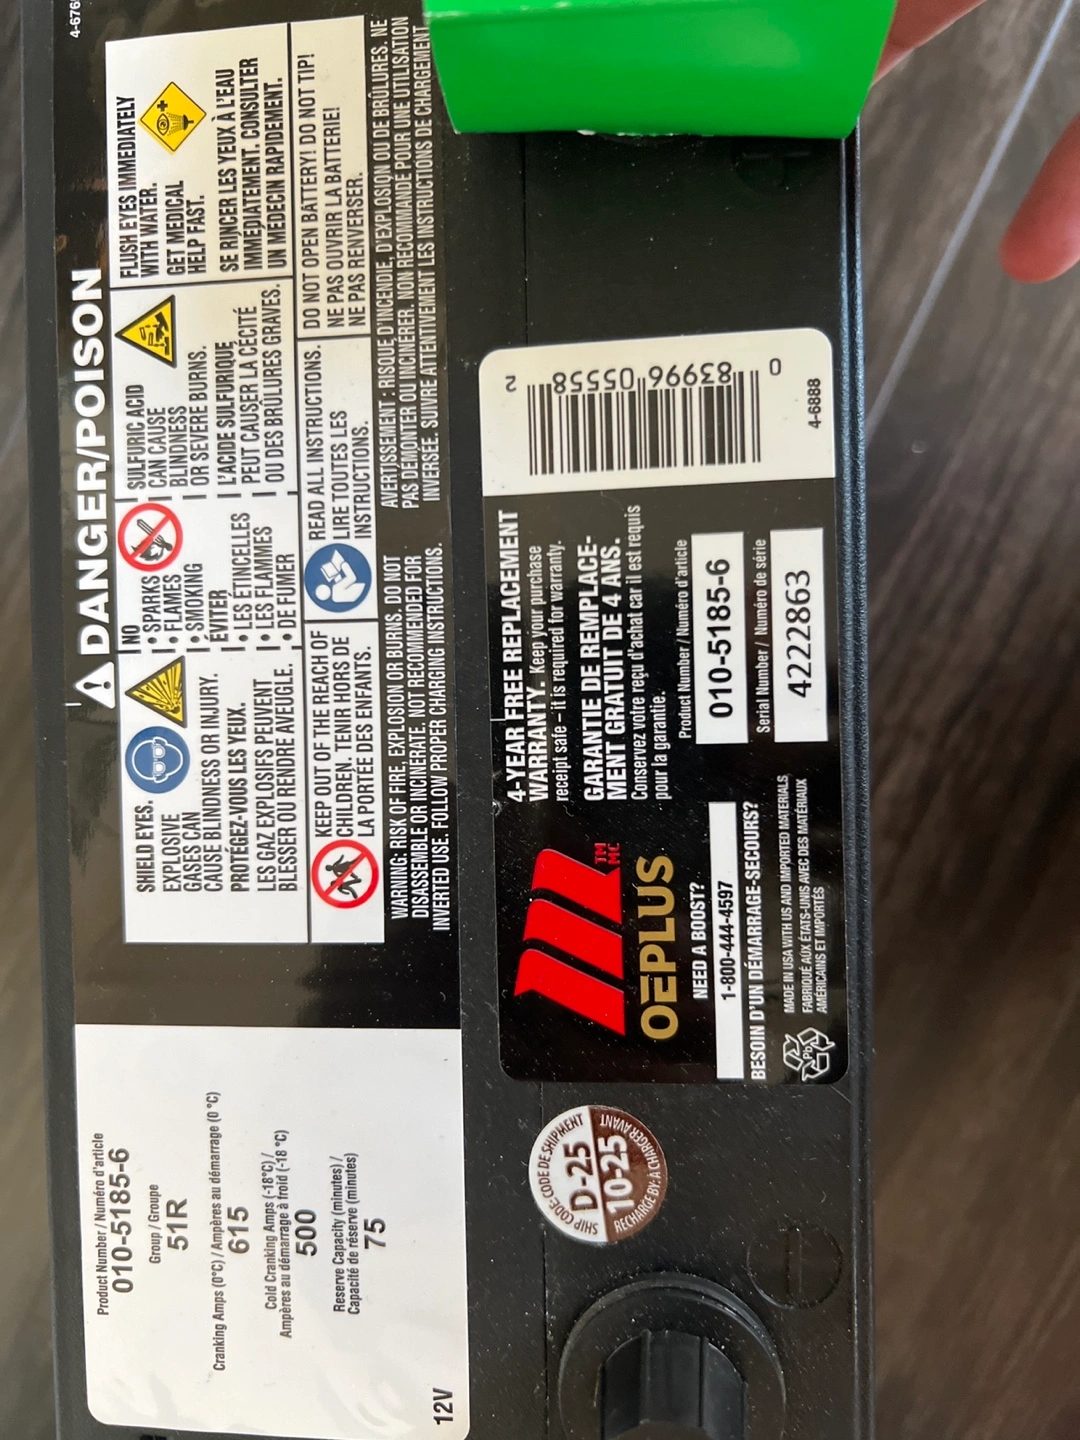 4-676
DANGER/POISON
SHIELD EYES.
EXPLOSIVE
GASES CAN
CAUSE BLINDNESS OR INJURY.
PROTÉGEZ-VOUS LES YEUX.
LES GAZ EXPLOSIFS PEUVENT
BLESSER OU RENDRE AVEUGLE.
NO
• SPARKS
• FLAMES
• SMOKING
ÉVITER
• LES ÉTINCELLES
• LES FLAMMES
• DE FUMER
SULFURIC ACID
CAN CAUSE
BLINDNESS
OR SEVERE BURNS.
L'ACIDE SULFURIQUE
PEUT CAUSER LA CÉCITÉ
OU DES BRÛLURES GRAVES.
FLUSH EYES IMMEDIATELY
WITH WATER.
GET MEDICAL
HELP FAST.
SE RINCER LES YEUX À L'EAU
IMMÉDIATEMENT. CONSULTER
UN MÉDECIN RAPIDEMENT.
KEEP OUT OF THE REACH OF
CHILDREN. TENIR HORS DE
LA PORTÉE DES ENFANTS.
READ ALL INSTRUCTIONS.
LIRE TOUTES LES
INSTRUCTIONS.
DO NOT OPEN BATTERY! DO NOT TIP!
NE PAS OUVRIR LA BATTERIE!
NE PAS RENVERSER.
WARNING: RISK OF FIRE, EXPLOSION OR BURNS. DO NOT
DISASSEMBLE OR INCINERATE. NOT RECOMMENDED FOR
INVERTED USE. FOLLOW PROPER CHARGING INSTRUCTIONS.
AVERTISSEMENT : RISQUE D'INCENDIE, D'EXPLOSION OU DE BRÛLURES. NE
PAS DÉMONTER OU INCINÉRER. NON RECOMMANDÉ POUR UNE UTILISATION
INVERSÉE. SUIVRE ATTENTIVEMENT LES INSTRUCTIONS DE CHARGEMENT
Product Number / Numéro d'article
010-5185-6
Group / Groupe
51R
Cranking Amps (0°C) / Ampères au démarrage (0 °C)
615
Cold Cranking Amps (-18°C) /
Ampères au démarrage à froid (-18 °C)
500
Reserve Capacity (minutes) /
Capacité de réserve (minutes)
75
12V
SHIP CODE: CODE DE SHIPMENT
D-25
10-25
RECHARGE BY: À CHARGER AVANT
TM
MC
OEPLUS
NEED A BOOST?
1-800-444-4597
BESOIN D'UN DÉMARRAGE-SECOURS?
Pb
MADE IN USA WITH US AND IMPORTED MATERIALS
FABRIQUÉ AUX ÉTATS-UNIS AVEC DES MATÉRIAUX
AMÉRICAINS ET IMPORTÉS
4-YEAR FREE REPLACEMENT
WARRANTY. Keep your purchase
receipt safe – it is required for warranty.
GARANTIE DE REMPLACE-
MENT GRATUIT DE 4 ANS.
Conservez votre reçu d'achat car il est requis
pour la garantie.
Product Number / Numéro d'article
010-5185-6
Serial Number / Numéro de série
4222863
0 83996 05558 2
4-6888